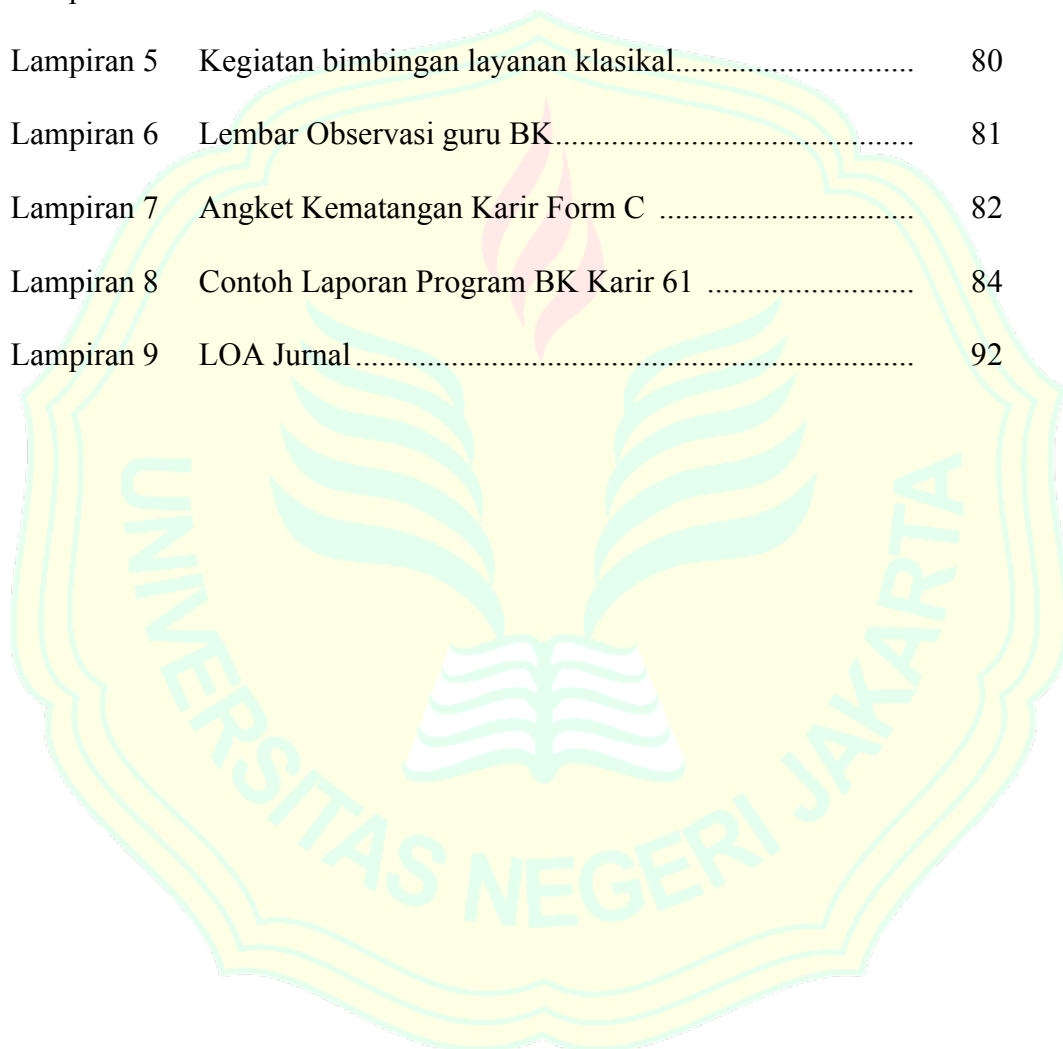 Lampiran 5 Kegiatan bimbingan layanan klasikal.............................. 80
Lampiran 6 Lembar Observasi guru BK............................................. 81
Lampiran 7 Angket Kematangan Karir Form C ................................ 82
Lampiran 8 Contoh Laporan Program BK Karir 61 .......................... 84
Lampiran 9 LOA Jurnal...................................................................... 92
UNIVERSITAS NEGERI JAKARTA